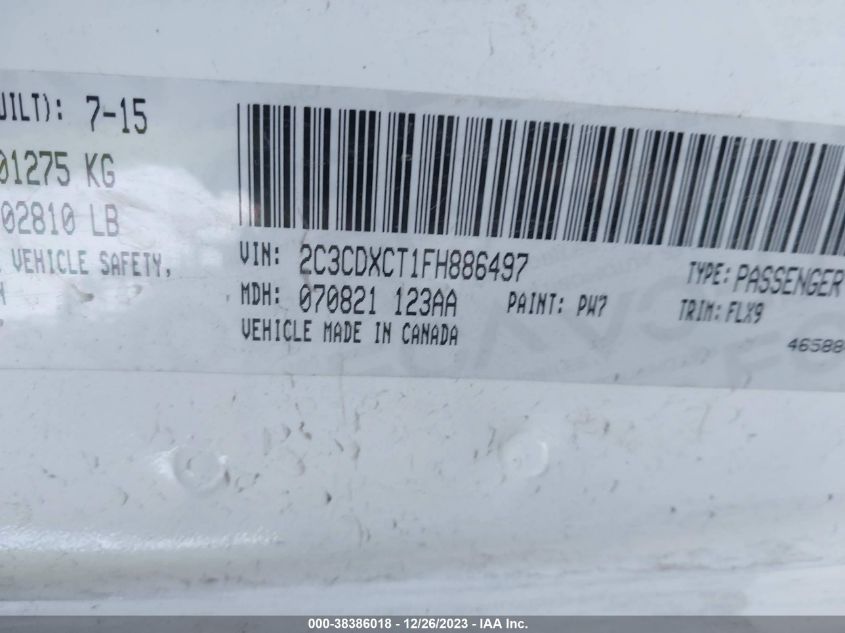 UILT): 7-15
01275 KG
02810 LB
VEHICLE SAFETY,
VIN: 2C3CDXCT1FH886497
TYPE: PASSENGER
MDH: 070821 123AA PAINT: PW7
TRIM: FLX9
VEHICLE MADE IN CANADA
46588
000-38386018 - 12/26/2023 - IAA Inc.